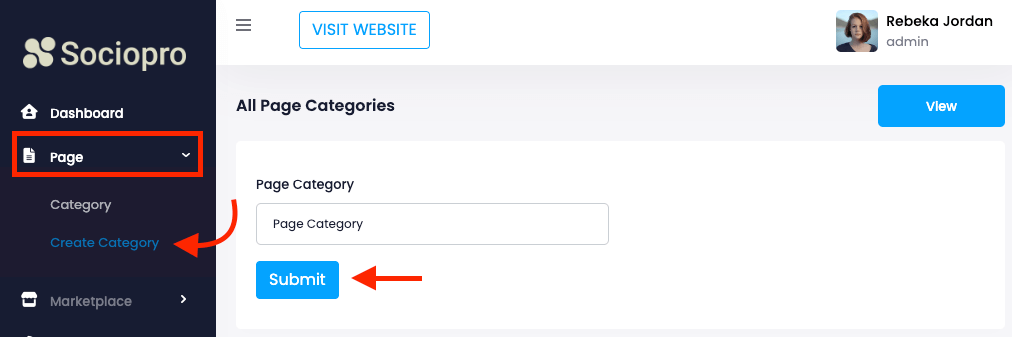 VISIT WEBSITE
Rebeka Jordan
admin
Sociopro
Dashboard
Page
Category
Create Category
Marketplace
All Page Categories
View
Page Category
Page Category
Submit